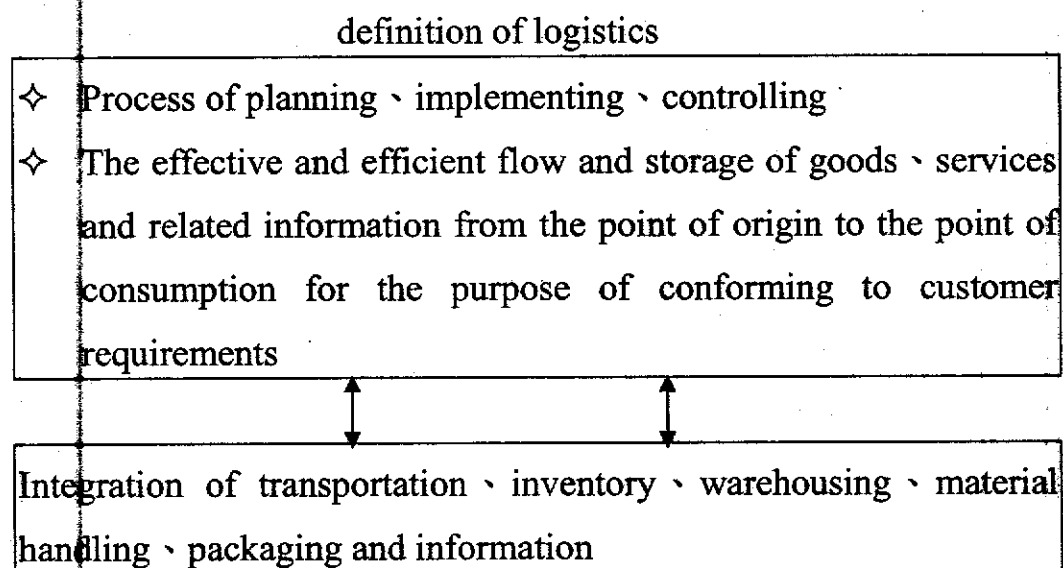 definition of logistics
✧ Process of planning、implementing、controlling
✧ The effective and efficient flow and storage of goods、services
and related information from the point of origin to the point of
consumption for the purpose of conforming to customer
requirements
Integration of transportation、inventory、warehousing、material
handling、packaging and information